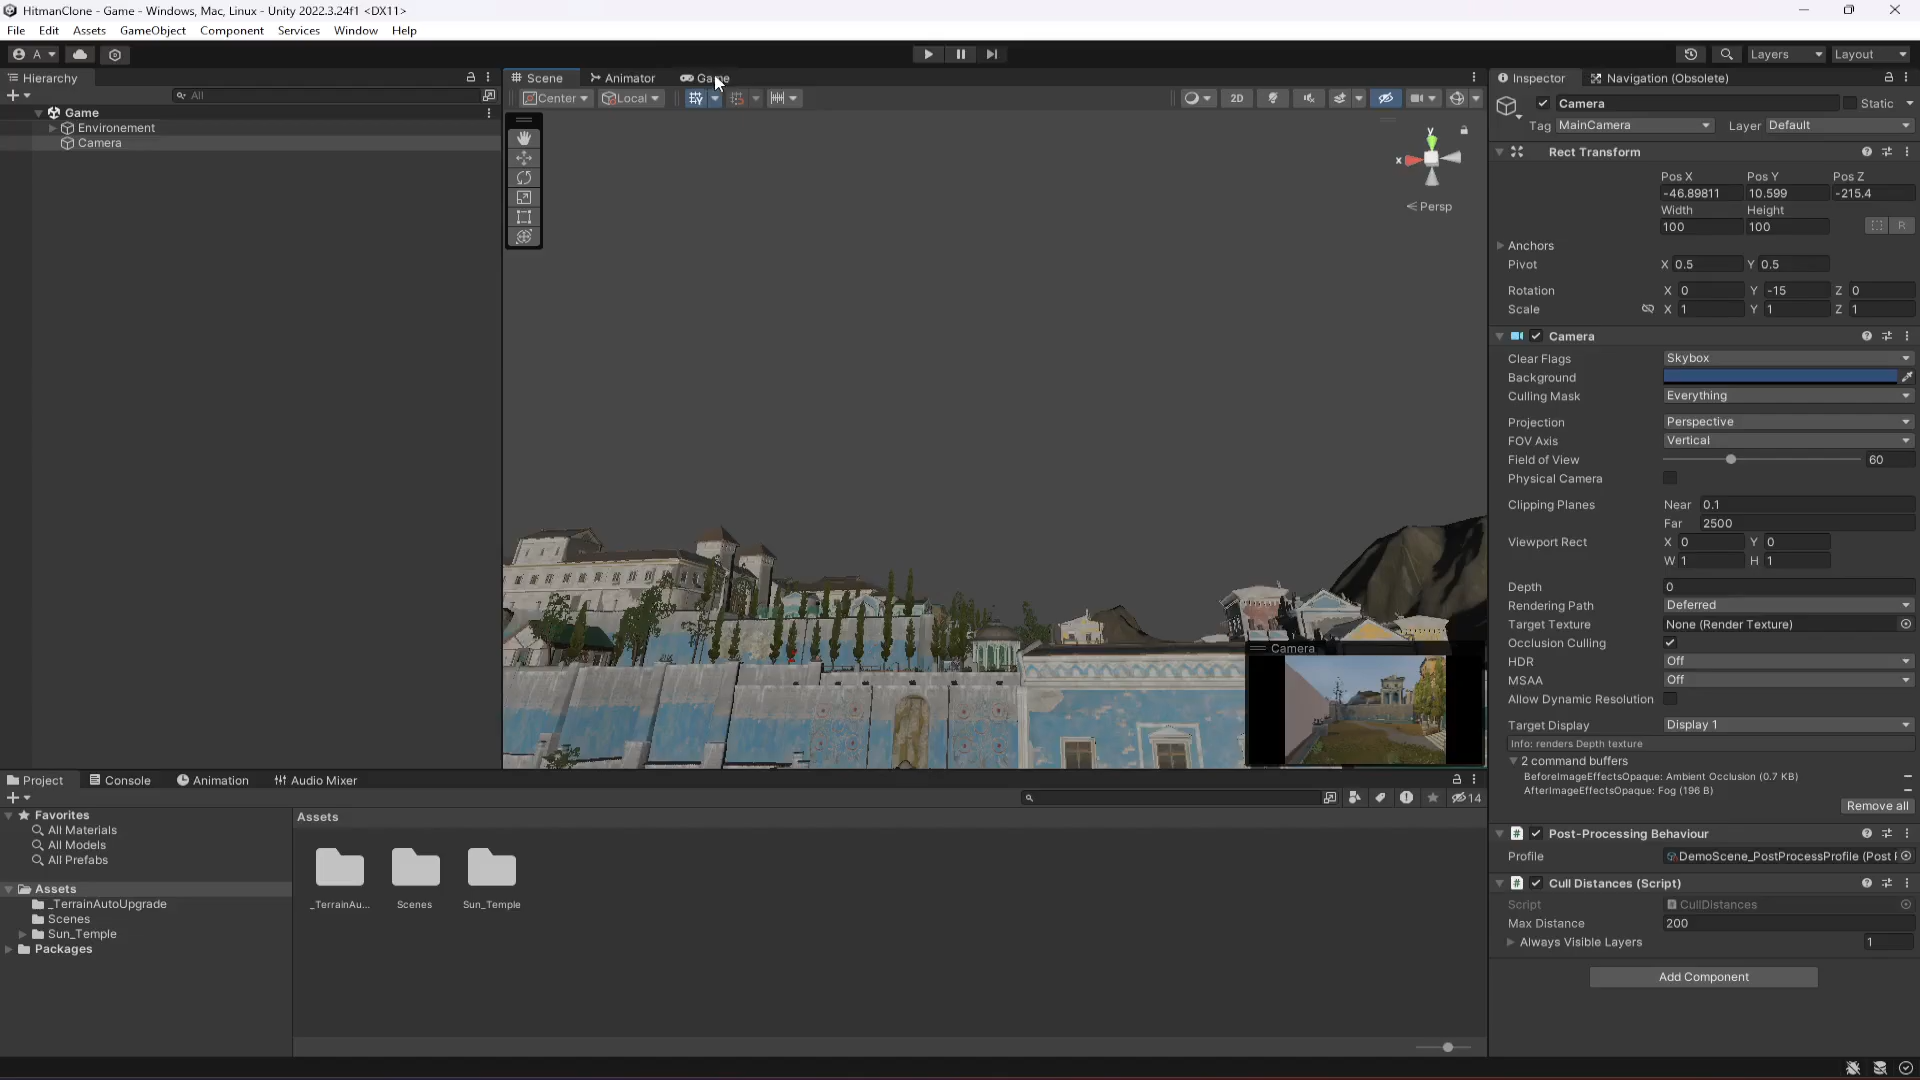 HitmanClone - Game - Windows, Mac, Linux - Unity 2022.3.24f1 <DX11>
File Edit Assets GameObject Component Services Window Help
A Layers Layout
Hierarchy
All
Game
Environement
Camera
Scene Animator Game
Center Local 2D
y
x
Persp
Camera
Inspector Navigation (Obsolete)
Camera Static
Tag MainCamera Layer Default
Rect Transform
Pos X Pos Y Pos Z
-46.89811 10.599 -215.4
Width Height
100 100 R
Anchors
Pivot X 0.5 Y 0.5
Rotation X 0 Y -15 Z 0
Scale X 1 Y 1 Z 1
Camera
Clear Flags Skybox
Background
Culling Mask Everything
Projection Perspective
FOV Axis Vertical
Field of View 60
Physical Camera
Clipping Planes Near 0.1
Far 2500
Viewport Rect X 0 Y 0
W 1 H 1
Depth 0
Rendering Path Deferred
Target Texture None (Render Texture)
Occlusion Culling
HDR Off
MSAA Off
Allow Dynamic Resolution
Target Display Display 1
Info: renders Depth texture
2 command buffers
BeforeImageEffectsOpaque: Ambient Occlusion (0.7 KB)
AfterImageEffectsOpaque: Fog (196 B)
Remove all
# Post-Processing Behaviour
Profile DemoScene_PostProcessProfile (Post
# Cull Distances (Script)
Script CullDistances
Max Distance 200
Always Visible Layers 1
Add Component
Project Console Animation Audio Mixer
14
Favorites
All Materials
All Models
All Prefabs
Assets
_TerrainAutoUpgrade
Scenes
Sun_Temple
Packages
Assets
_TerrainAu... Scenes Sun_Temple